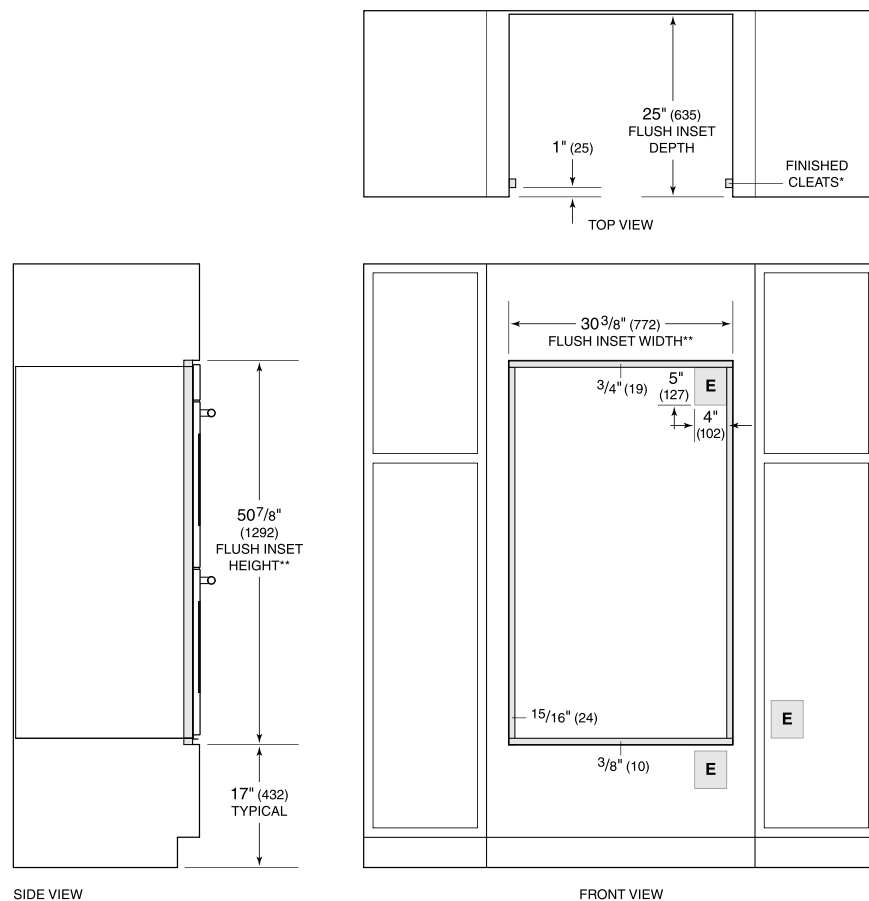 25" (635)
FLUSH INSET
DEPTH
1" (25)
FINISHED
CLEATS*
TOP VIEW
30 3/8" (772)
FLUSH INSET WIDTH**
3/4" (19)
5"
(127)
E
4"
(102)
50 7/8"
(1292)
FLUSH INSET
HEIGHT**
15/16" (24)
E
3/8" (10)
E
17" (432)
TYPICAL
SIDE VIEW
FRONT VIEW